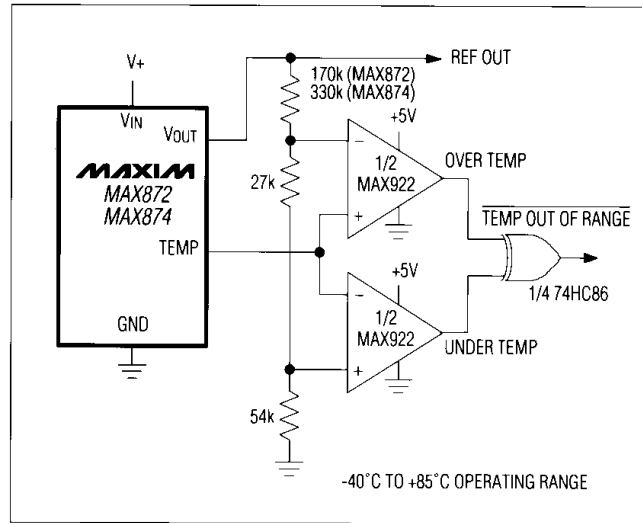 V+
VIN
VOUT
MAXIM
MAX872
MAX874
TEMP
GND
REF OUT
170k (MAX872)
330k (MAX874)
27k
54k
+5V
−
1/2
MAX922
+
OVER TEMP
+5V
−
1/2
MAX922
+
UNDER TEMP
TEMP OUT OF RANGE
1/4 74HC86
-40°C TO +85°C OPERATING RANGE